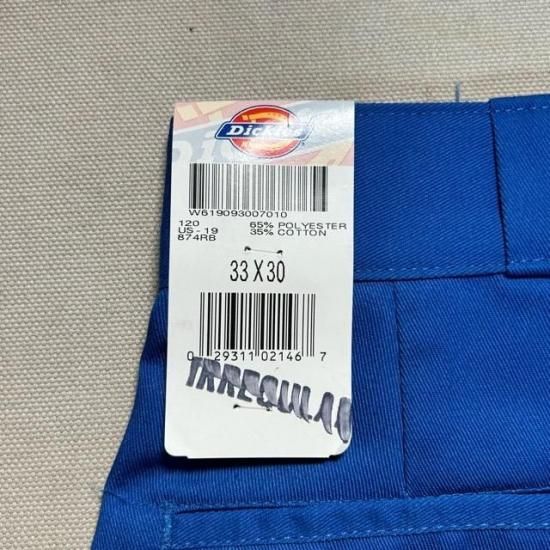 Dickies
W619093007010
120 65% POLYESTER
US - 19 35% COTTON
874RB
33 X 30
0 29311 02146 7
IRREGULAR